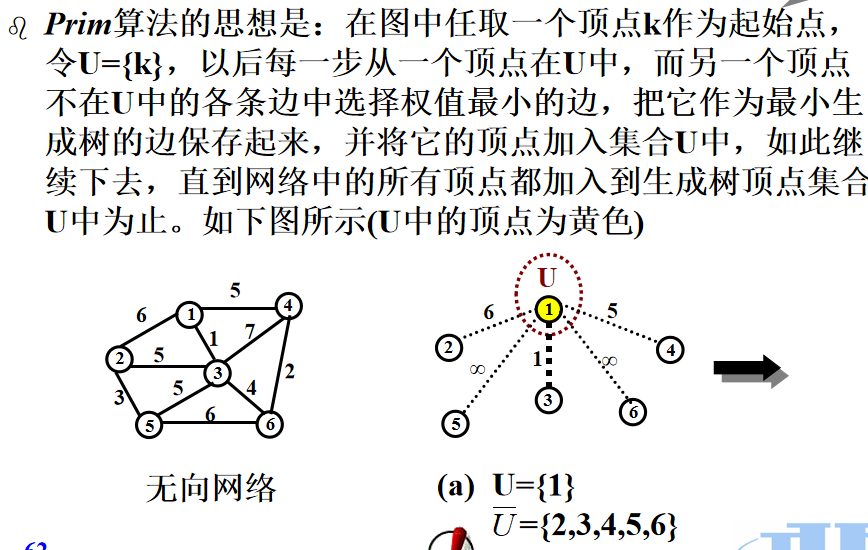 Prim算法的思想是：在图中任取一个顶点k作为起始点，
令U={k}，以后每一步从一个顶点在U中，而另一个顶点
不在U中的各条边中选择权值最小的边，把它作为最小生
成树的边保存起来，并将它的顶点加入集合U中，如此继
续下去，直到网络中的所有顶点都加入到生成树顶点集合
U中为止。如下图所示(U中的顶点为黄色)
5
6
1
4
1
7
2
5
3
2
3
5
4
5
6
6
U
1
6
5
2
4
∞
1
∞
3
6
5
无向网络
(a) U={1}
U̅={2,3,4,5,6}